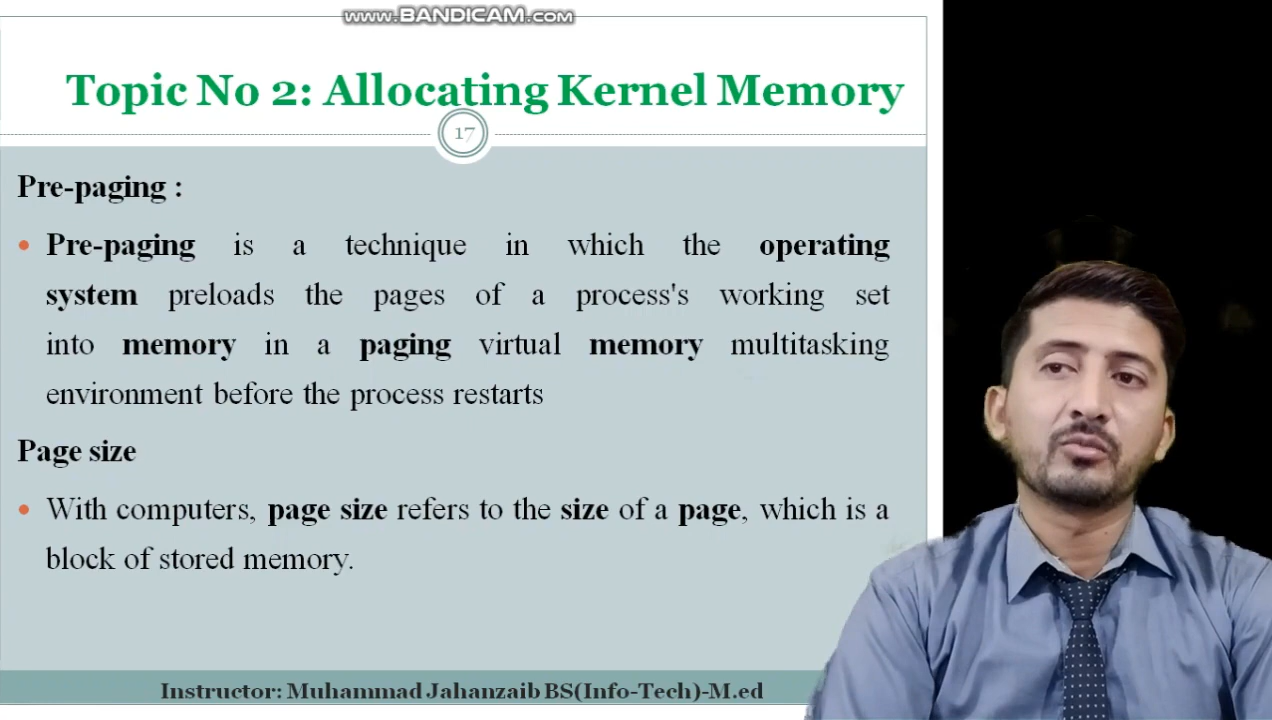 www.BANDICAM.com
Topic No 2: Allocating Kernel Memory
17
Pre-paging :
• Pre-paging is a technique in which the operating
system preloads the pages of a process's working set
into memory in a paging virtual memory multitasking
environment before the process restarts
Page size
• With computers, page size refers to the size of a page, which is a
block of stored memory.
Instructor: Muhammad Jahanzaib BS(Info-Tech)-M.ed